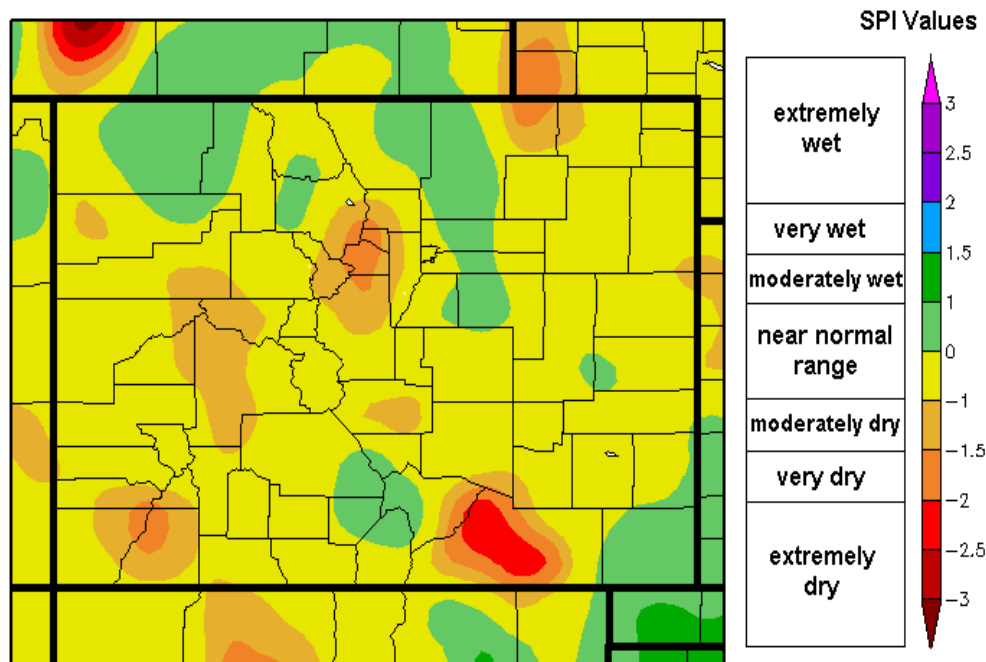 SPI Values
extremely
wet
very wet
moderately wet
near normal
range
moderately dry
very dry
extremely
dry
3
2.5
2
1.5
1
0
−1
−1.5
−2
−2.5
−3